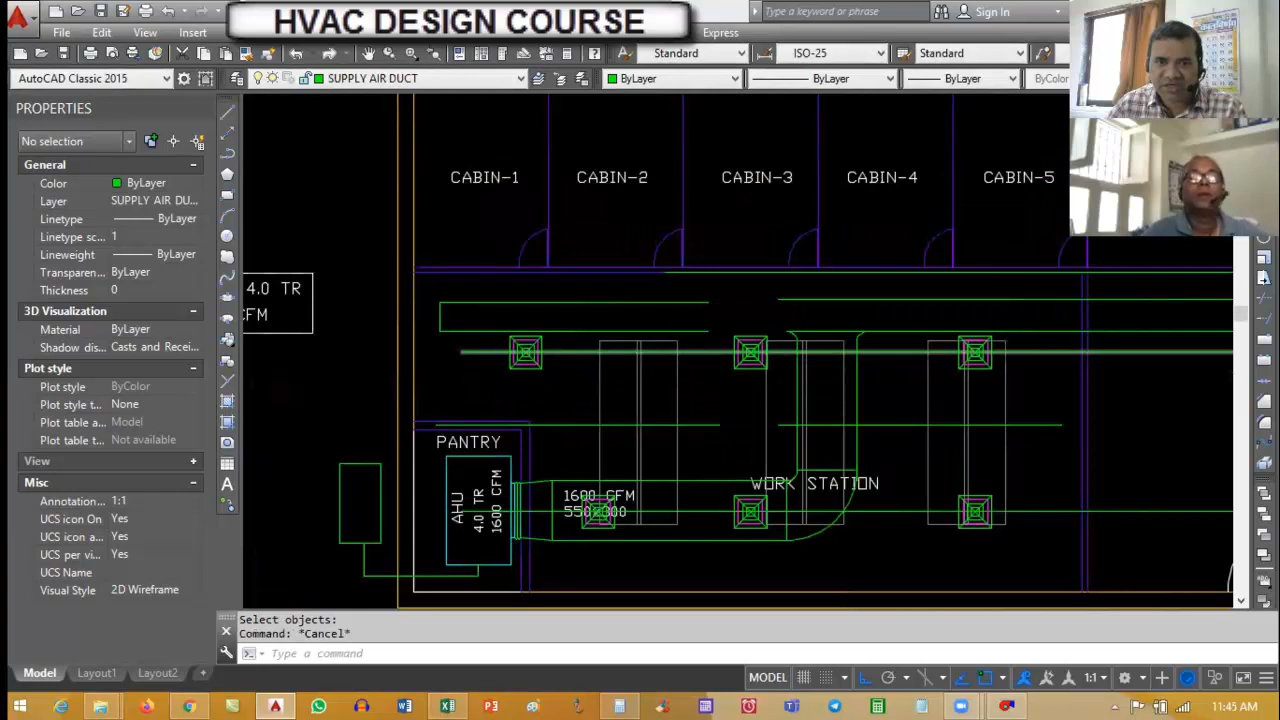 HVAC DESIGN COURSE
Type a keyword or phrase
Sign In
File
Edit
View
Insert
Express
Standard
ISO-25
Standard
AutoCAD Classic 2015
SUPPLY AIR DUCT
ByLayer
ByLayer
ByLayer
ByColor
PROPERTIES
No selection
General
Color ByLayer
Layer SUPPLY AIR DU...
Linetype ByLayer
Linetype sc... 1
Lineweight ByLayer
Transparen... ByLayer
Thickness 0
3D Visualization
Material ByLayer
Shadow dis... Casts and Recei...
Plot style
Plot style ByColor
Plot style t... None
Plot table a... Model
Plot table t... Not available
View
Misc
Annotation... 1:1
UCS icon On Yes
UCS icon a... Yes
UCS per vi... Yes
UCS Name
Visual Style 2D Wireframe
CABIN-1
CABIN-2
CABIN-3
CABIN-4
CABIN-5
4.0 TR
CFM
PANTRY
AHU
4.0 TR
1600 CFM
1600 CFM
WORK STATION
Select objects:
Command: *Cancel*
Type a command
Model
Layout1
Layout2
MODEL
1:1
11:45 AM